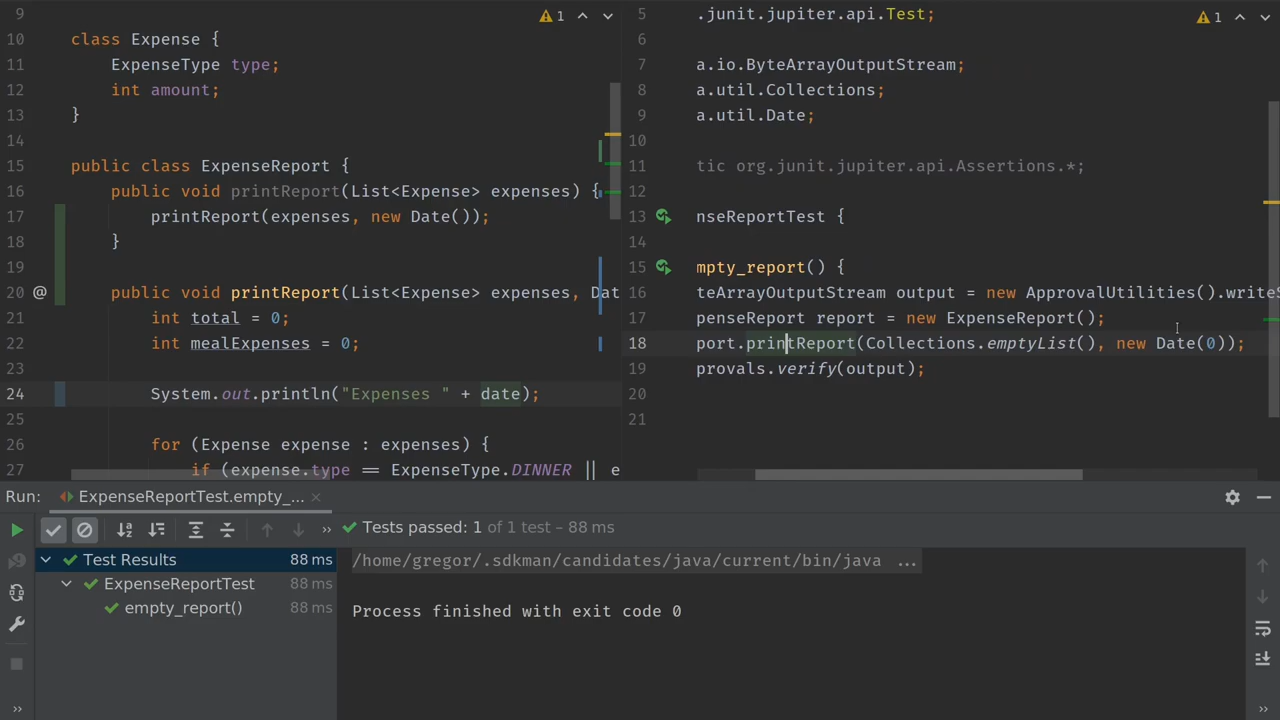 9
10 class Expense {
11 ExpenseType type;
12 int amount;
13 }
14
15 public class ExpenseReport {
16 public void printReport(List<Expense> expenses) {
17 printReport(expenses, new Date());
18 }
19
20 @ public void printReport(List<Expense> expenses, Dat
21 int total = 0;
22 int mealExpenses = 0;
24 System.out.println("Expenses " + date);
25
26 for (Expense expense : expenses) {
27 if (expense.type == ExpenseType.DINNER || e
1
5 .junit.jupiter.api.Test;
1
6
7 a.io.ByteArrayOutputStream;
8 a.util.Collections;
9 a.util.Date;
10
11 tic org.junit.jupiter.api.Assertions.*;
12
13 nseReportTest {
14
15 mpty_report() {
16 teArrayOutputStream output = new ApprovalUtilities().writeS
17 penseReport report = new ExpenseReport();
18 port.printReport(Collections.emptyList(), new Date(0));
19 provals.verify(output);
20
21
Run: ExpenseReportTest.empty_... ×
» Tests passed: 1 of 1 test – 88 ms
Test Results 88 ms
ExpenseReportTest 88 ms
empty_report() 88 ms
/home/gregor/.sdkman/candidates/java/current/bin/java ...
Process finished with exit code 0
»
»